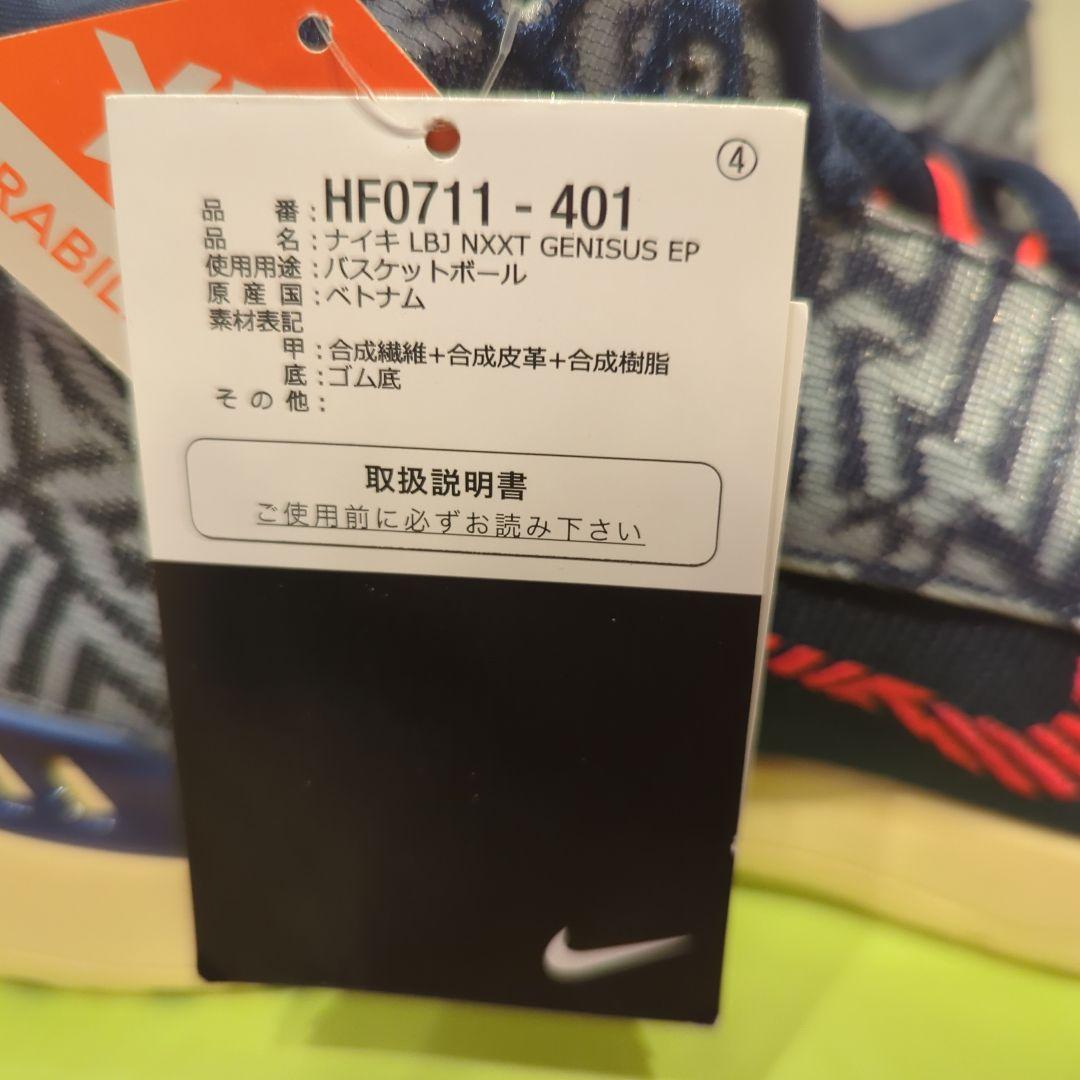 RABIL
④
品 番:HF0711 - 401
品 名:ナイキ LBJ NXXT GENISUS EP
使用用途:バスケットボール
原 産 国:ベトナム
素材表記
甲:合成繊維+合成皮革+合成樹脂
底:ゴム底
そ の 他:
取扱説明書
ご使用前に必ずお読み下さい